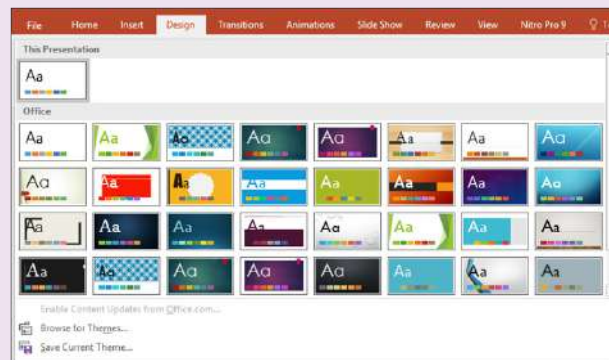 File Home Insert Design Transitions Animations Slide Show Review View Nitro Pro 9
This Presentation
Aa
Office
Aa Aa Aa Aa Aa Aa Aa Aa
Aa Aa Aa Aa Aa Aa Aa Aa
Aa Aa Aa Aa Aa Aa Aa Aa
Aa Aa Aa Aa Aa Aa Aa Aa
Enable Content Updates from Office.com...
Browse for Themes...
Save Current Theme...